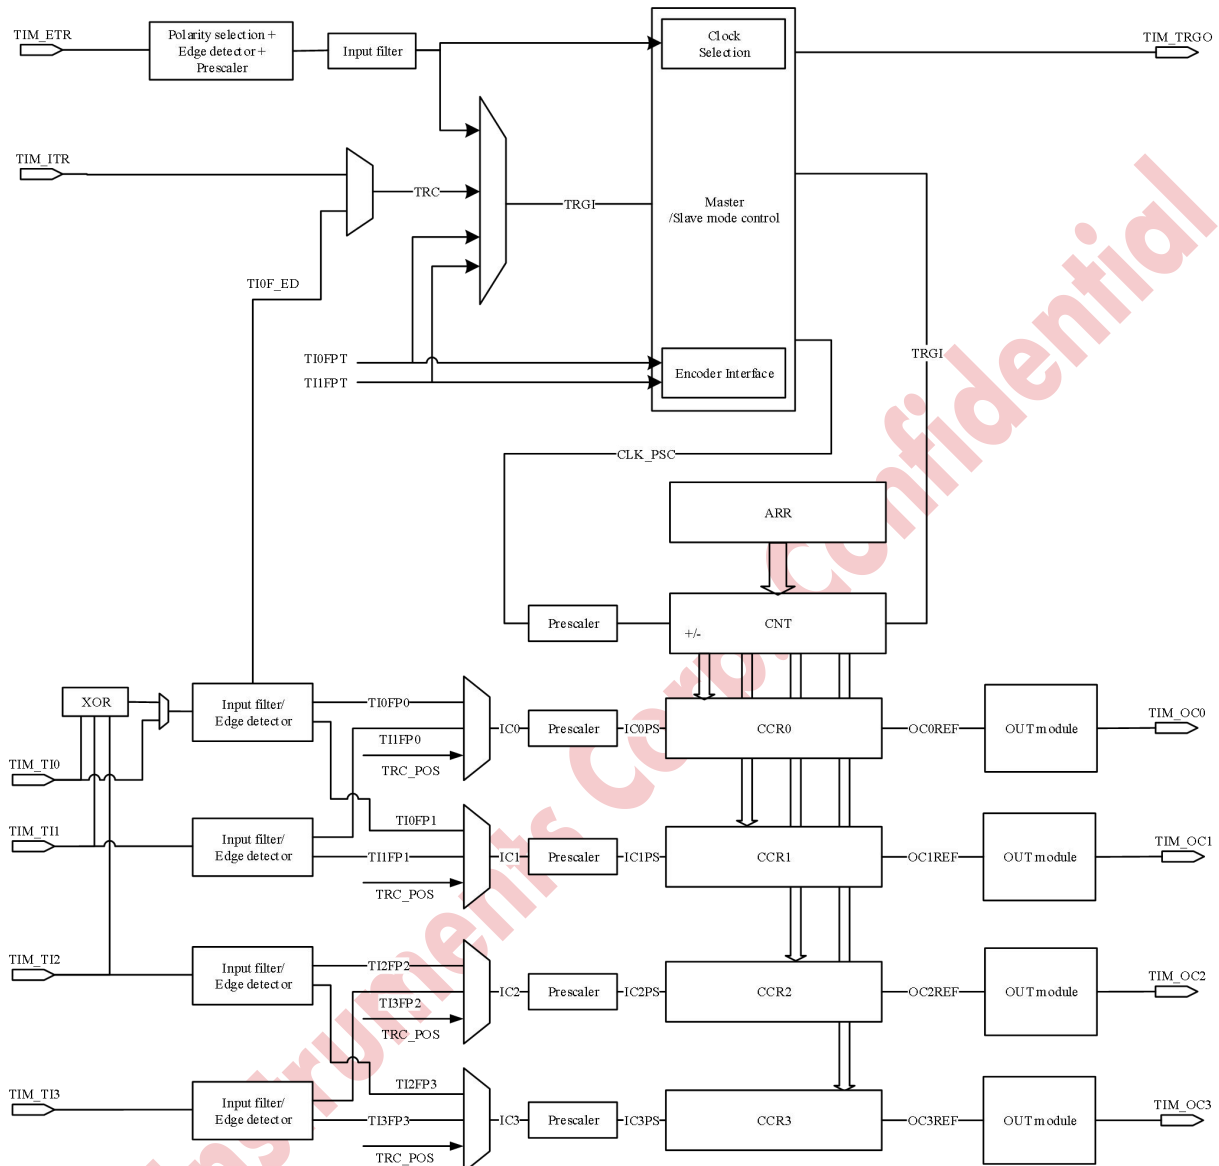 TIM_ETR
Polarity selection +
Edge detector +
Prescaler
Input filter
Clock
Selection
TIM_TRGO
TIM_ITR
TRC
TRGI
Master
/Slave mode control
TI0F_ED
TI0FPT
TI1FPT
Encoder Interface
TRGI
CLK_PSC
ARR
Prescaler
+/-
CNT
XOR
Input filter/
Edge detector
TI0FP0
TI1FP0
TRC_POS
IC0
Prescaler
IC0PS
CCR0
OC0REF
OUT module
TIM_OC0
TIM_TI0
TIM_TI1
Input filter/
Edge detector
TI0FP1
TI1FP1
TRC_POS
IC1
Prescaler
IC1PS
CCR1
OC1REF
OUT module
TIM_OC1
TIM_TI2
Input filter/
Edge detector
TI2FP2
TI3FP2
TRC_POS
IC2
Prescaler
IC2PS
CCR2
OC2REF
OUT module
TIM_OC2
TIM_TI3
Input filter/
Edge detector
TI2FP3
TI3FP3
TRC_POS
IC3
Prescaler
IC3PS
CCR3
OC3REF
OUT module
TIM_OC3
Instruments Corp. Confidential